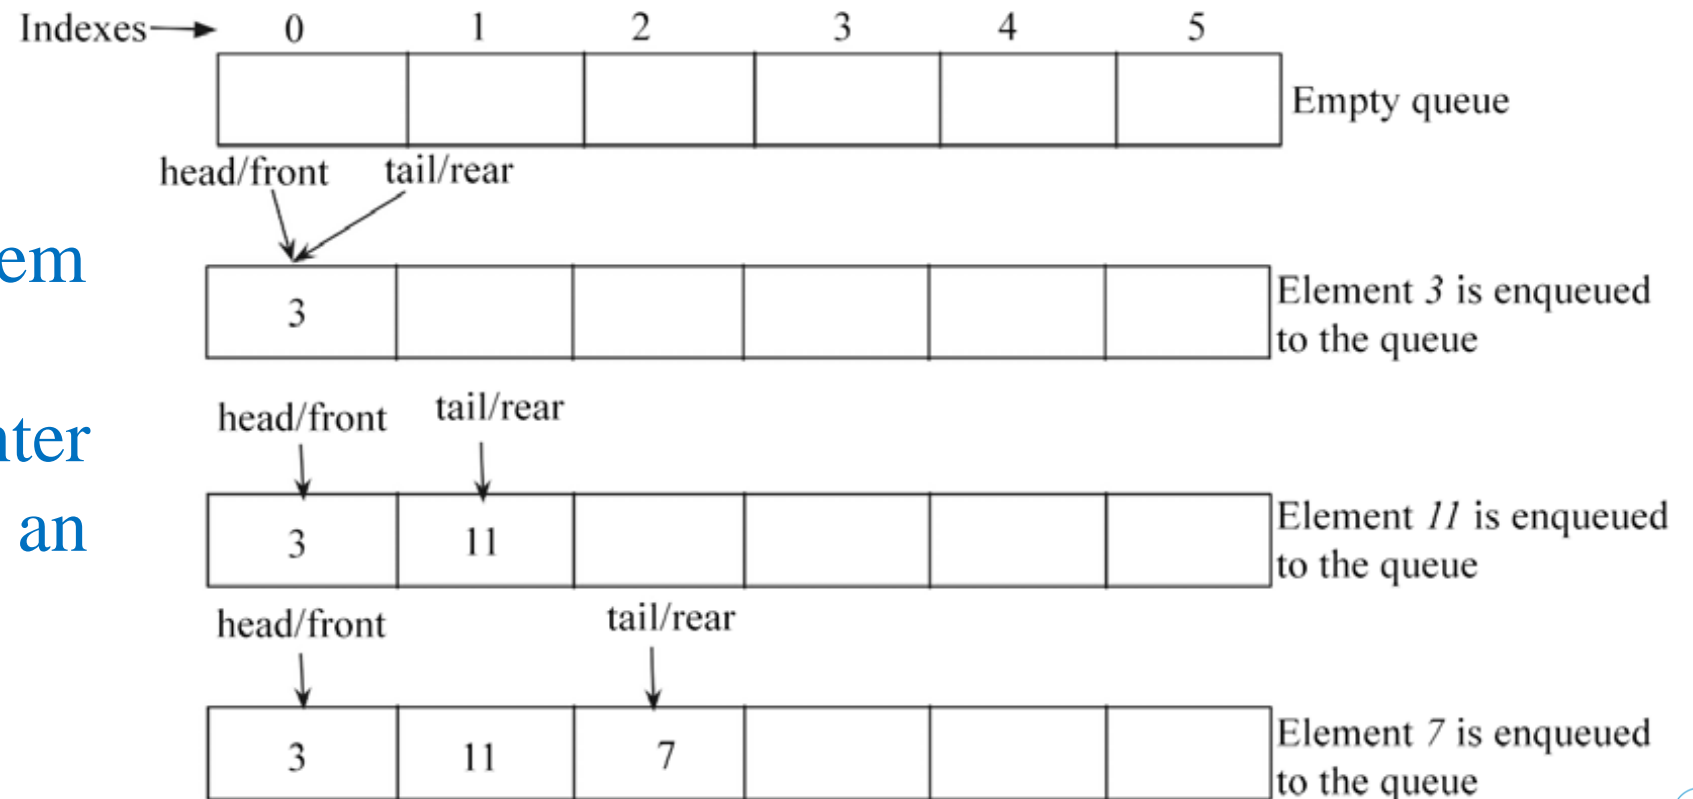 Indexes 0 1 2 3 4 5
Empty queue
head/front tail/rear
em
3
Element 3 is enqueued
to the queue
head/front tail/rear
an
3 11
Element 11 is enqueued
to the queue
head/front tail/rear
3 11 7
Element 7 is enqueued
to the queue